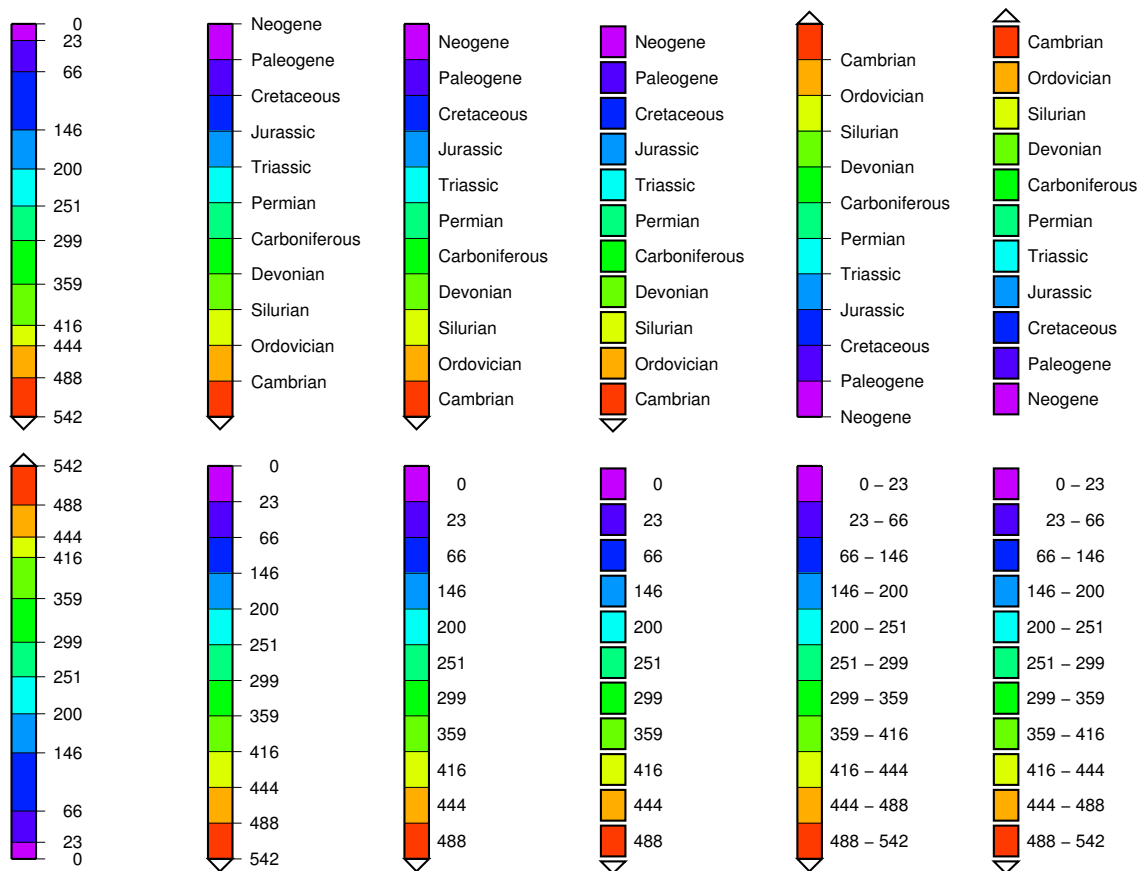 0
23
66
146
200
251
299
359
416
444
488
542
Neogene
Paleogene
Cretaceous
Jurassic
Triassic
Permian
Carboniferous
Devonian
Silurian
Ordovician
Cambrian
Neogene
Paleogene
Cretaceous
Jurassic
Triassic
Permian
Carboniferous
Devonian
Silurian
Ordovician
Cambrian
Neogene
Paleogene
Cretaceous
Jurassic
Triassic
Permian
Carboniferous
Devonian
Silurian
Ordovician
Cambrian
Cambrian
Ordovician
Silurian
Devonian
Carboniferous
Permian
Triassic
Jurassic
Cretaceous
Paleogene
Neogene
Cambrian
Ordovician
Silurian
Devonian
Carboniferous
Permian
Triassic
Jurassic
Cretaceous
Paleogene
Neogene
542
488
444
416
359
299
251
200
146
66
23
0
0
23
66
146
200
251
299
359
416
444
488
542
0
23
66
146
200
251
299
359
416
444
488
0
23
66
146
200
251
299
359
416
444
488
0 – 23
23 – 66
66 – 146
146 – 200
200 – 251
251 – 299
299 – 359
359 – 416
416 – 444
444 – 488
488 – 542
0 – 23
23 – 66
66 – 146
146 – 200
200 – 251
251 – 299
299 – 359
359 – 416
416 – 444
444 – 488
488 – 542